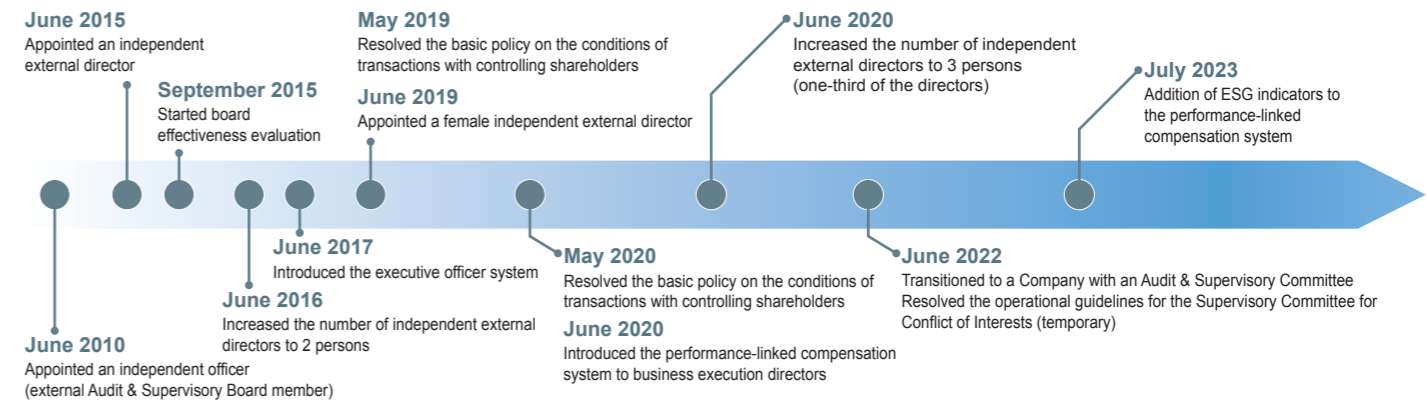 June 2015
Appointed an independent
external director
September 2015
Started board
effectiveness evaluation
May 2019
Resolved the basic policy on the conditions of
transactions with controlling shareholders
June 2019
Appointed a female independent external director
June 2020
Increased the number of independent
external directors to 3 persons
(one-third of the directors)
July 2023
Addition of ESG indicators to
the performance-linked
compensation system
June 2010
Appointed an independent officer
(external Audit & Supervisory Board member)
June 2016
Increased the number of independent external
directors to 2 persons
June 2017
Introduced the executive officer system
May 2020
Resolved the basic policy on the conditions of
transactions with controlling shareholders
June 2020
Introduced the performance-linked compensation
system to business execution directors
June 2022
Transitioned to a Company with an Audit & Supervisory Committee
Resolved the operational guidelines for the Supervisory Committee for
Conflict of Interests (temporary)